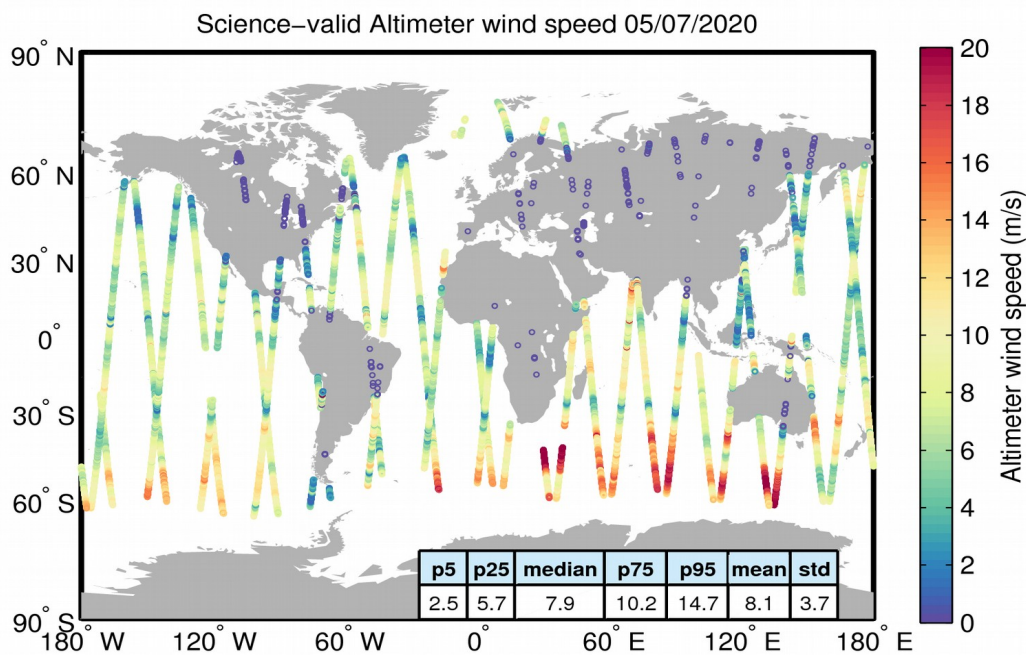 Science−valid Altimeter wind speed 05/07/2020
90° N
60° N
30° N
0°
30° S
60° S
90° S
180° W
120° W
60° W
0°
60° E
120° E
180° E
p5 p25 median p75 p95 mean std
2.5 5.7 7.9 10.2 14.7 8.1 3.7
20
18
16
14
12
10
8
6
4
2
0
Altimeter wind speed (m/s)